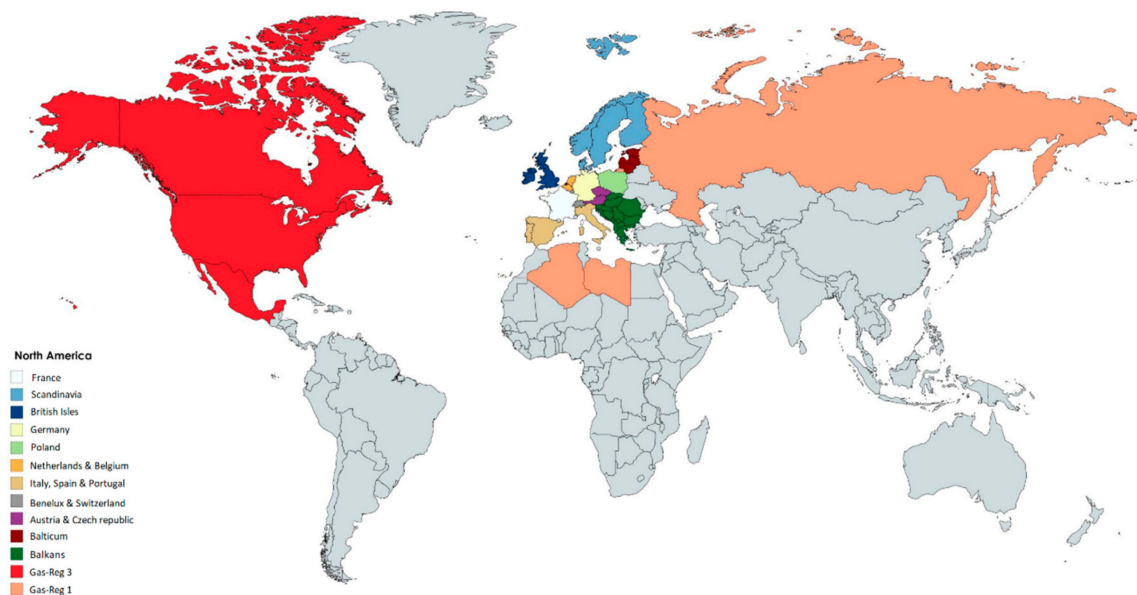 North America
France
Scandinavia
British Isles
Germany
Poland
Netherlands & Belgium
Italy, Spain & Portugal
Benelux & Switzerland
Austria & Czech republic
Balticum
Balkans
Gas-Reg 3
Gas-Reg 1